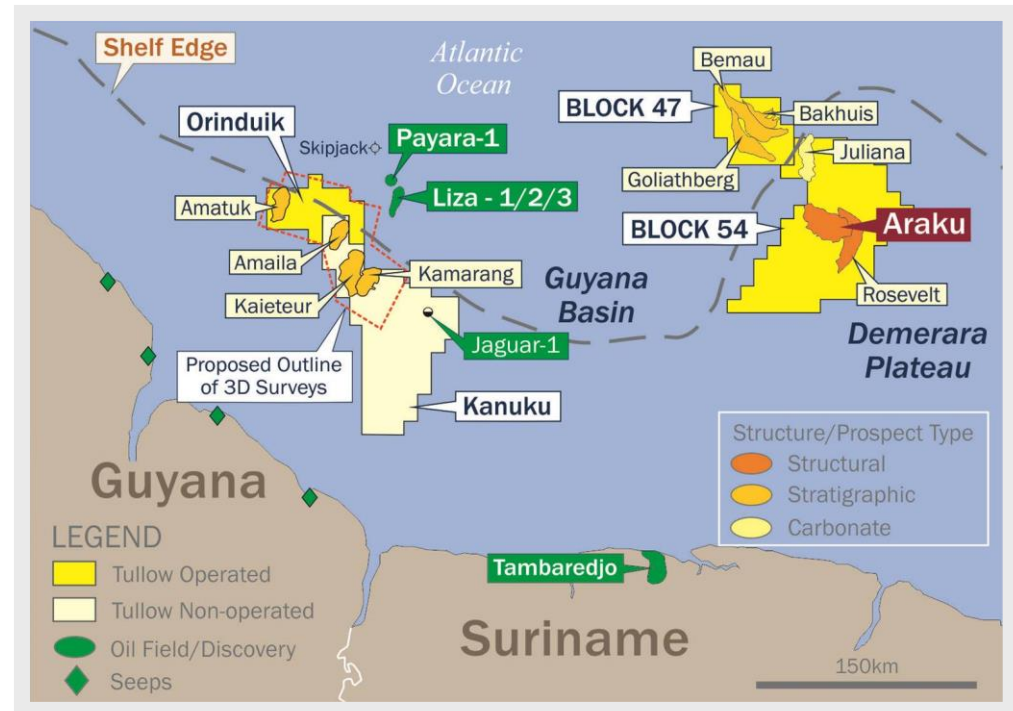 Shelf Edge
Atlantic
Ocean
Bemau
BLOCK 47
Bakhuis
Orinduik
Skipjack
Payara-1
Juliana
Goliathberg
Amatuk
Liza - 1/2/3
BLOCK 54
Araku
Amaila
Kamarang
Guyana
Basin
Kaieteur
Rosevelt
Jaguar-1
Demerara
Plateau
Proposed Outline
of 3D Surveys
Kanuku
Structure/Prospect Type
Structural
Stratigraphic
Carbonate
Guyana
LEGEND
Tullow Operated
Tullow Non-operated
Oil Field/Discovery
Seeps
Tambaredjo
Suriname
150km